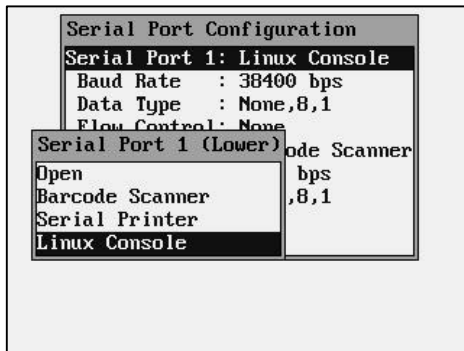 Serial Port Configuration
Serial Port 1: Linux Console
Baud Rate : 38400 bps
Data Type : None,8,1
Flow Control: None
Serial Port 1 (Lower)
ode Scanner
Open
bps
Barcode Scanner
,8,1
Serial Printer
Linux Console